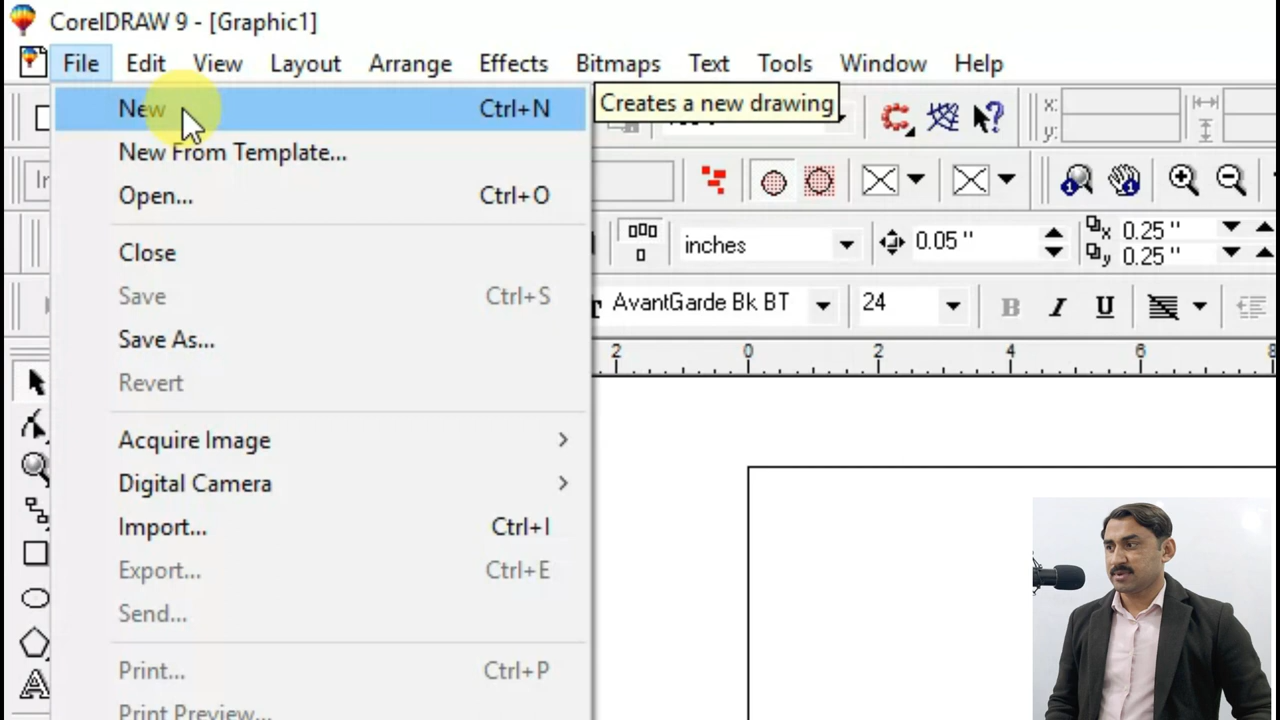 CorelDRAW 9 - [Graphic1]
File Edit View Layout Arrange Effects Bitmaps Text Tools Window Help
New Ctrl+N
Creates a new drawing
x:
y:
New From Template...
Open... Ctrl+O
inches 0.05 " x 0.25 "
y 0.25 "
Close
Save Ctrl+S
AvantGarde Bk BT 24 B I U
Save As...
2 0 2 4 6 8
Revert
Acquire Image
Digital Camera
Import... Ctrl+I
Export... Ctrl+E
Send...
Print... Ctrl+P
Print Preview...